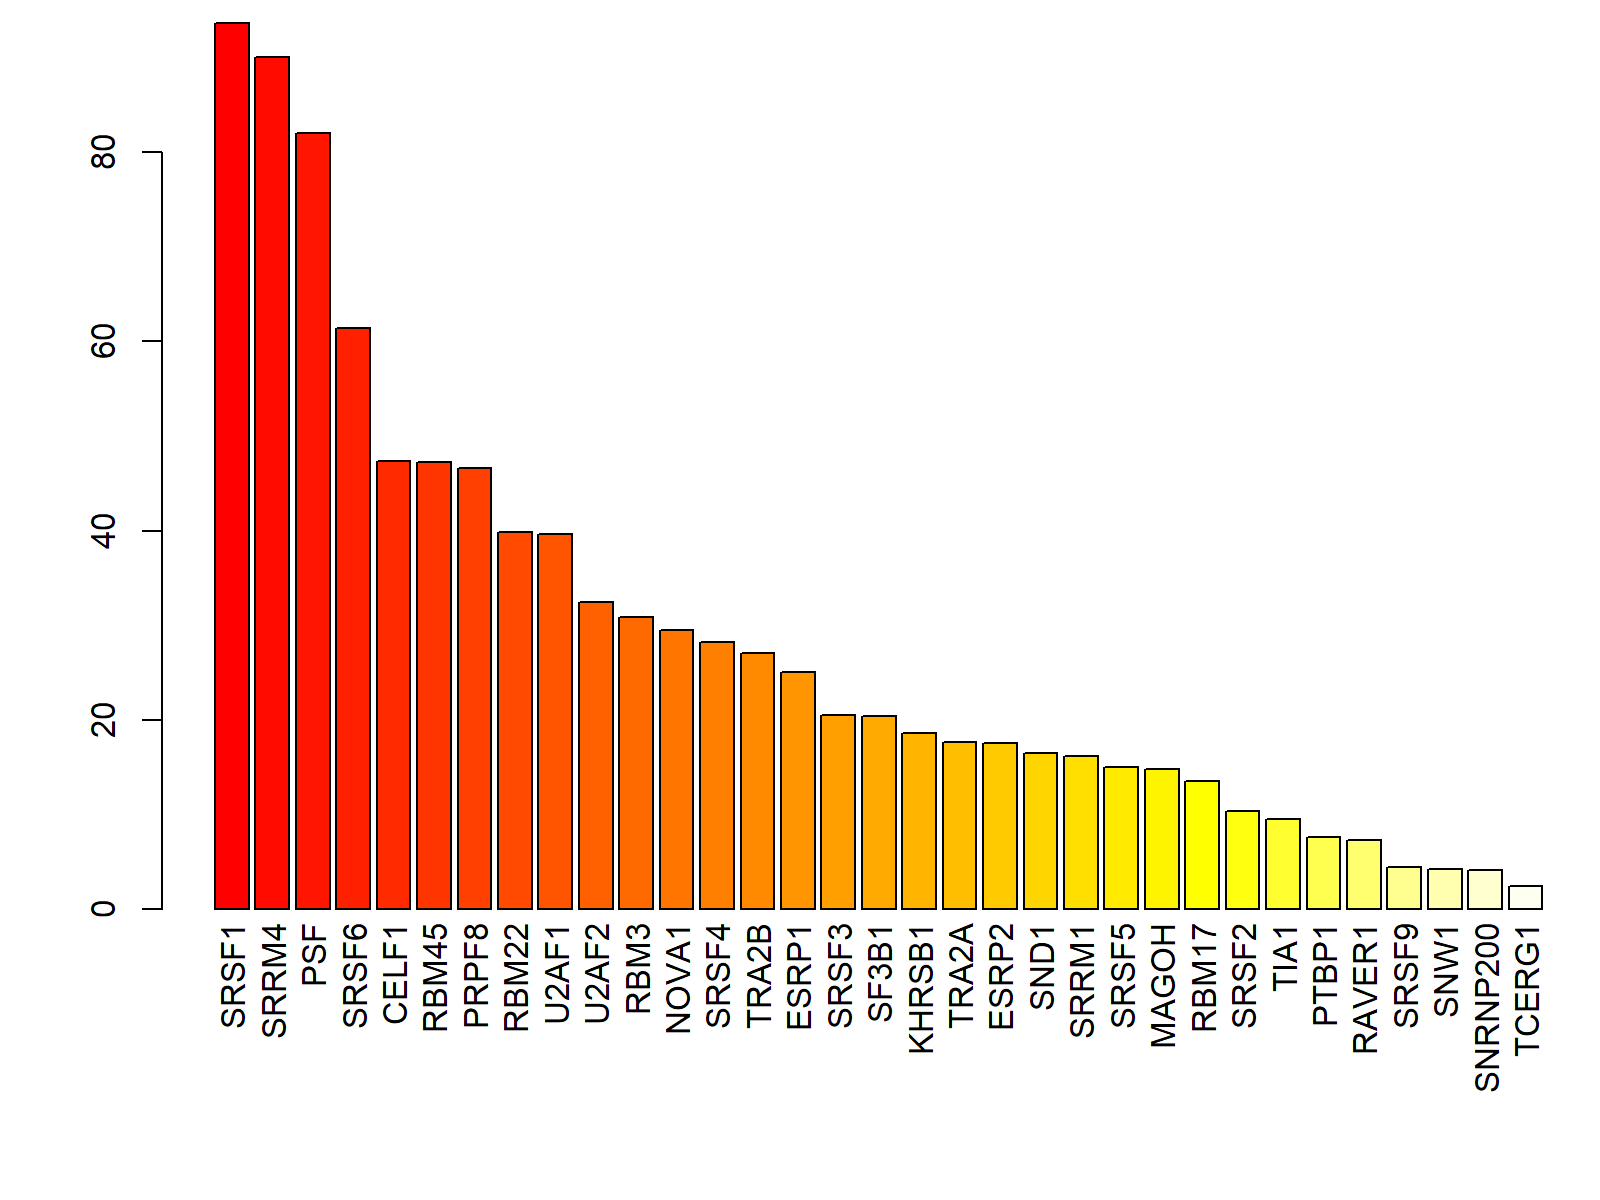 80
60
40
20
0
SRSF1
SRRM4
PSF
SRSF6
CELF1
RBM45
PRPF8
RBM22
U2AF1
U2AF2
RBM3
NOVA1
SRSF4
TRA2B
ESRP1
SRSF3
SF3B1
KHRSB1
TRA2A
ESRP2
SND1
SRRM1
SRSF5
MAGOH
RBM17
SRSF2
TIA1
PTBP1
RAVER1
SRSF9
SNW1
SNRNP200
TCERG1